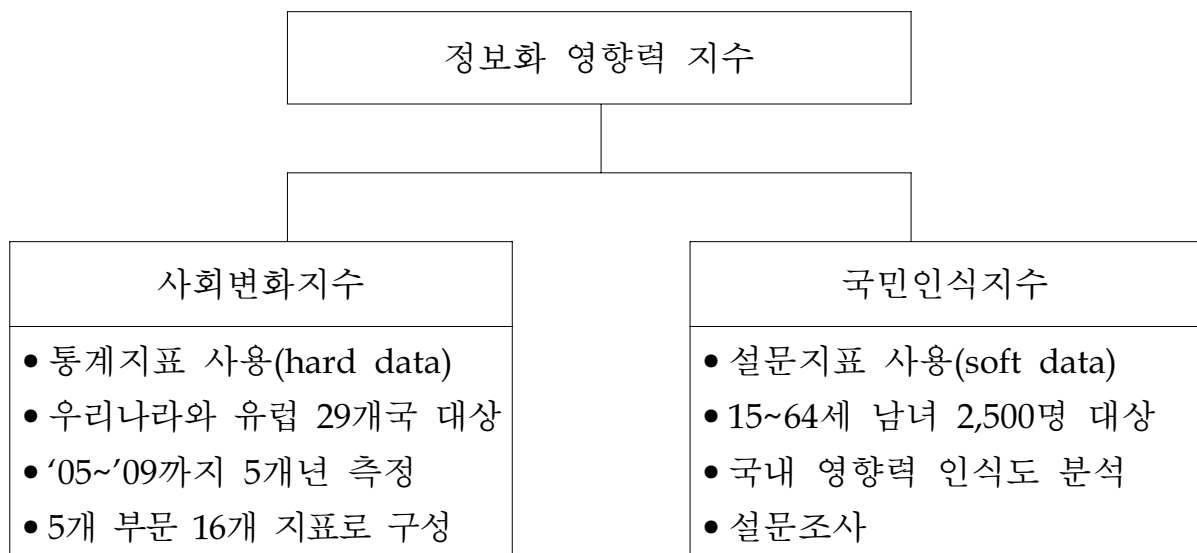 정보화 영향력 지수
사회변화지수
• 통계지표 사용(hard data)
• 우리나라와 유럽 29개국 대상
• ‘05~’09까지 5개년 측정
• 5개 부문 16개 지표로 구성
국민인식지수
• 설문지표 사용(soft data)
• 15~64세 남녀 2,500명 대상
• 국내 영향력 인식도 분석
• 설문조사